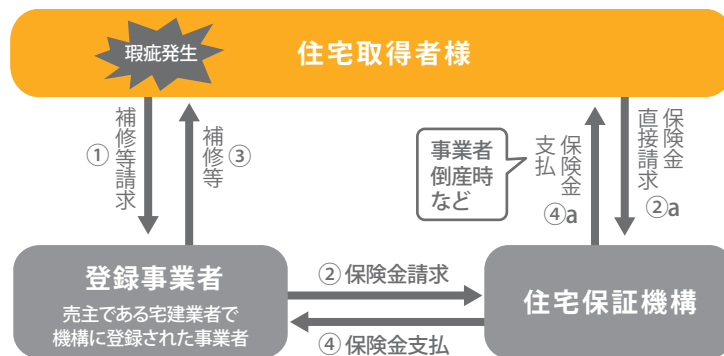 瑕疵発生
住宅取得者様
①補修等請求
③補修等
事業者
倒産時
など
保険金
支払
④a
保険金
直接請求
②a
登録事業者
売主である宅建業者で
機構に登録された事業者
②保険金請求
④保険金支払
住宅保証機構